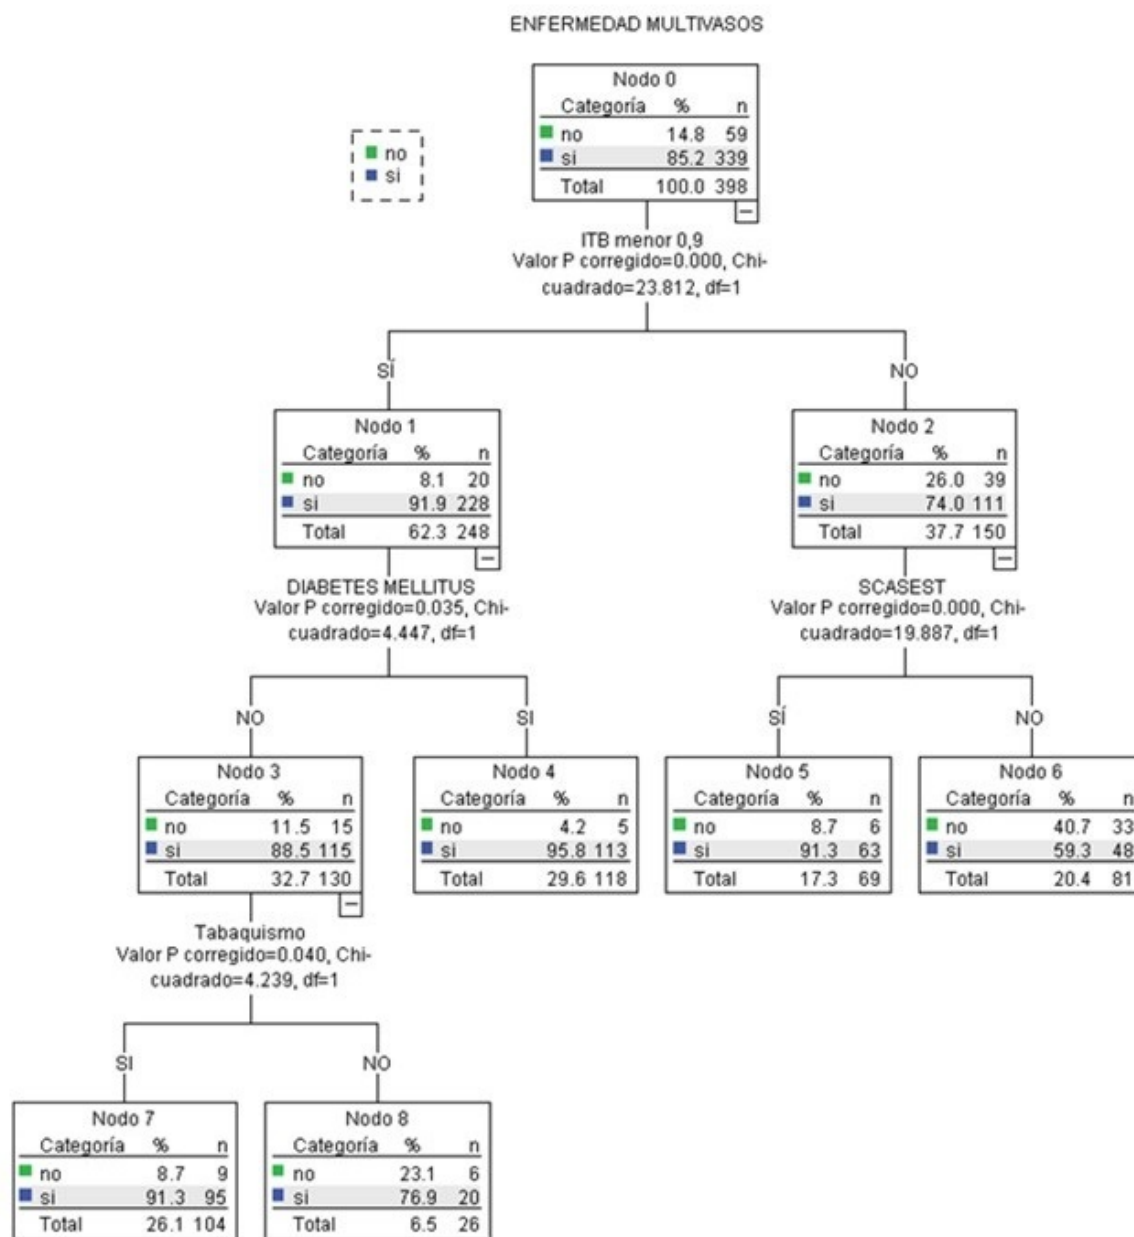 ENFERMEDAD MULTIVASOS
Nodo 0
Categoría % n
no 14.8 59
si 85.2 339
Total 100.0 398
no
si
ITB menor 0,9
Valor P corregido=0.000, Chi-
cuadrado=23.812, df=1
SÍ
NO
Nodo 1
Categoría % n
no 8.1 20
si 91.9 228
Total 62.3 248
Nodo 2
Categoría % n
no 26.0 39
si 74.0 111
Total 37.7 150
DIABETES MELLITUS
Valor P corregido=0.035, Chi-
cuadrado=4.447, df=1
SCASEST
Valor P corregido=0.000, Chi-
cuadrado=19.887, df=1
NO
SI
SÍ
NO
Nodo 3
Categoría % n
no 11.5 15
si 88.5 115
Total 32.7 130
Nodo 4
Categoría % n
no 4.2 5
si 95.8 113
Total 29.6 118
Nodo 5
Categoría % n
no 8.7 6
si 91.3 63
Total 17.3 69
Nodo 6
Categoría % n
no 40.7 33
si 59.3 48
Total 20.4 81
Tabaquismo
Valor P corregido=0.040, Chi-
cuadrado=4.239, df=1
SI
NO
Nodo 7
Categoría % n
no 8.7 9
si 91.3 95
Total 26.1 104
Nodo 8
Categoría % n
no 23.1 6
si 76.9 20
Total 6.5 26